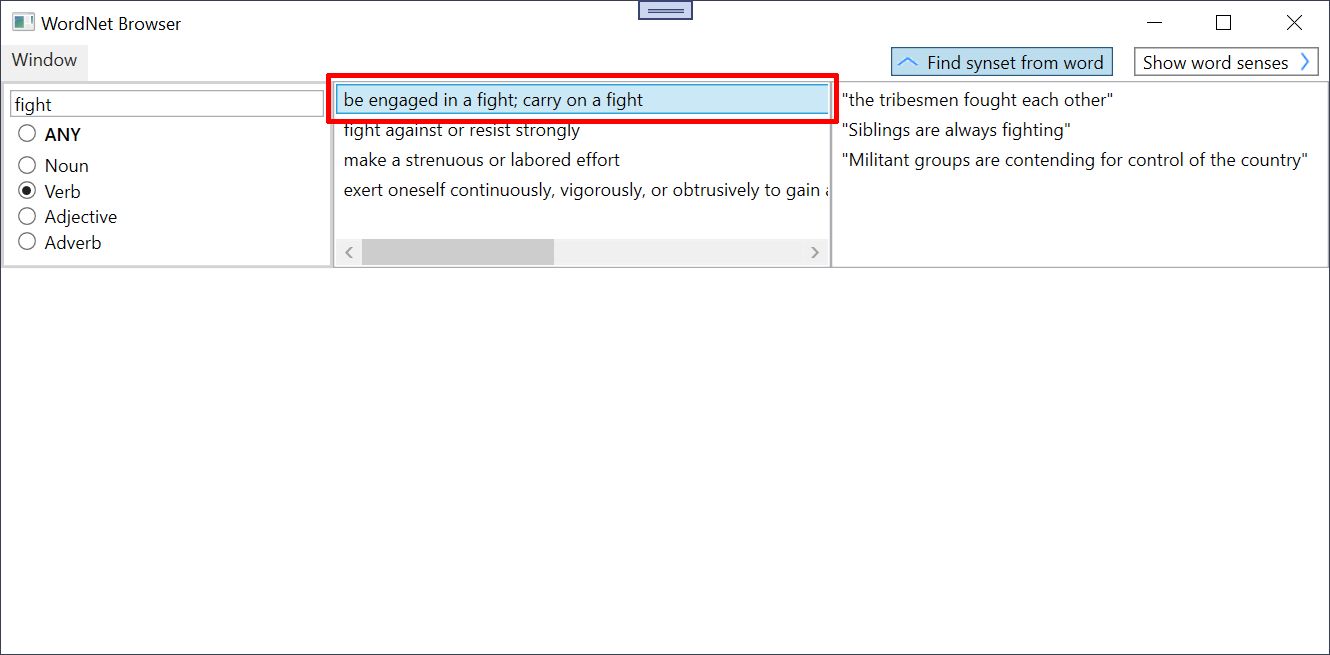 WordNet Browser
Window
Find synset from word
Show word senses
fight
ANY
Noun
Verb
Adjective
Adverb
be engaged in a fight; carry on a fight
fight against or resist strongly
make a strenuous or labored effort
exert oneself continuously, vigorously, or obtrusively to gain
"the tribesmen fought each other"
"Siblings are always fighting"
"Militant groups are contending for control of the country"